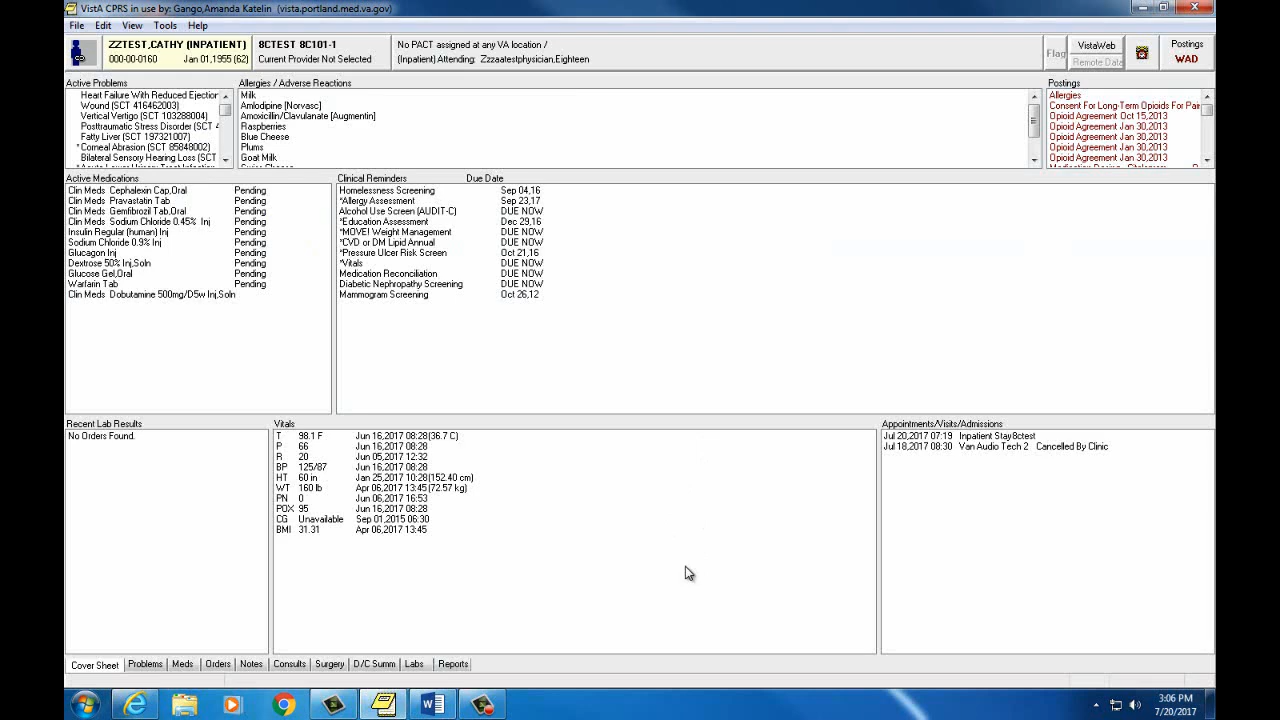 VistA CPRS in use by: Gango,Amanda Katelin (vista.portland.med.va.gov)
File Edit View Tools Help
ZZTEST,CATHY (INPATIENT)
000-00-0160 Jan 01,1955 (62)
8CTEST 8C101-1
Current Provider Not Selected
No PACT assigned at any VA location /
(Inpatient) Attending: Zzzaatestphysician,Eighteen
Flag
VistaWeb
Remote Data
Postings
WAD
Active Problems
Heart Failure With Reduced Ejection
Wound (SCT 416462003)
Vertical Vertigo (SCT 103288004)
Posttraumatic Stress Disorder (SCT 4
Fatty Liver (SCT 197321007)
*Corneal Abrasion (SCT 85848002)
Bilateral Sensory Hearing Loss (SCT
Allergies / Adverse Reactions
Milk
Amlodipine [Norvasc]
Amoxicillin/Clavulanate [Augmentin]
Raspberries
Blue Cheese
Plums
Goat Milk
Postings
Allergies
Consent For Long-Term Opioids For Pai
Opioid Agreement Oct 15,2013
Opioid Agreement Jan 30,2013
Opioid Agreement Jan 30,2013
Opioid Agreement Jan 30,2013
Opioid Agreement Jan 30,2013
Active Medications
Clin Meds Cephalexin Cap,Oral Pending
Clin Meds Pravastatin Tab Pending
Clin Meds Gemfibrozil Tab,Oral Pending
Clin Meds Sodium Chloride 0.45% Inj Pending
Insulin Regular (human) Inj Pending
Sodium Chloride 0.9% Inj Pending
Glucagon Inj Pending
Dextrose 50% Inj,Soln Pending
Glucose Gel,Oral Pending
Warfarin Tab Pending
Clin Meds Dobutamine 500mg/D5w Inj,Soln
Clinical Reminders Due Date
Homelessness Screening Sep 04,16
*Allergy Assessment Sep 23,17
Alcohol Use Screen (AUDIT-C) DUE NOW
*Education Assessment Dec 29,16
*MOVE! Weight Management DUE NOW
*CVD or DM Lipid Annual DUE NOW
*Pressure Ulcer Risk Screen Oct 21,16
*Vitals DUE NOW
Medication Reconciliation DUE NOW
Diabetic Nephropathy Screening DUE NOW
Mammogram Screening Oct 26,12
Recent Lab Results
No Orders Found.
Vitals
T 98.1 F Jun 16,2017 08:28(36.7 C)
P 66 Jun 16,2017 08:28
R 20 Jun 05,2017 12:32
BP 125/87 Jun 16,2017 08:28
HT 60 in Jan 25,2017 10:28(152.40 cm)
WT 160 lb Apr 06,2017 13:45(72.57 kg)
PN 0 Jun 06,2017 16:53
POX 95 Jun 16,2017 08:28
CG Unavailable Sep 01,2015 06:30
BMI 31.31 Apr 06,2017 13:45
Appointments/Visits/Admissions
Jul 20,2017 07:19 Inpatient Stay8ctest
Jul 18,2017 08:30 Van Audio Tech 2 Cancelled By Clinic
Cover Sheet Problems Meds Orders Notes Consults Surgery D/C Summ Labs Reports
3:06 PM
7/20/2017